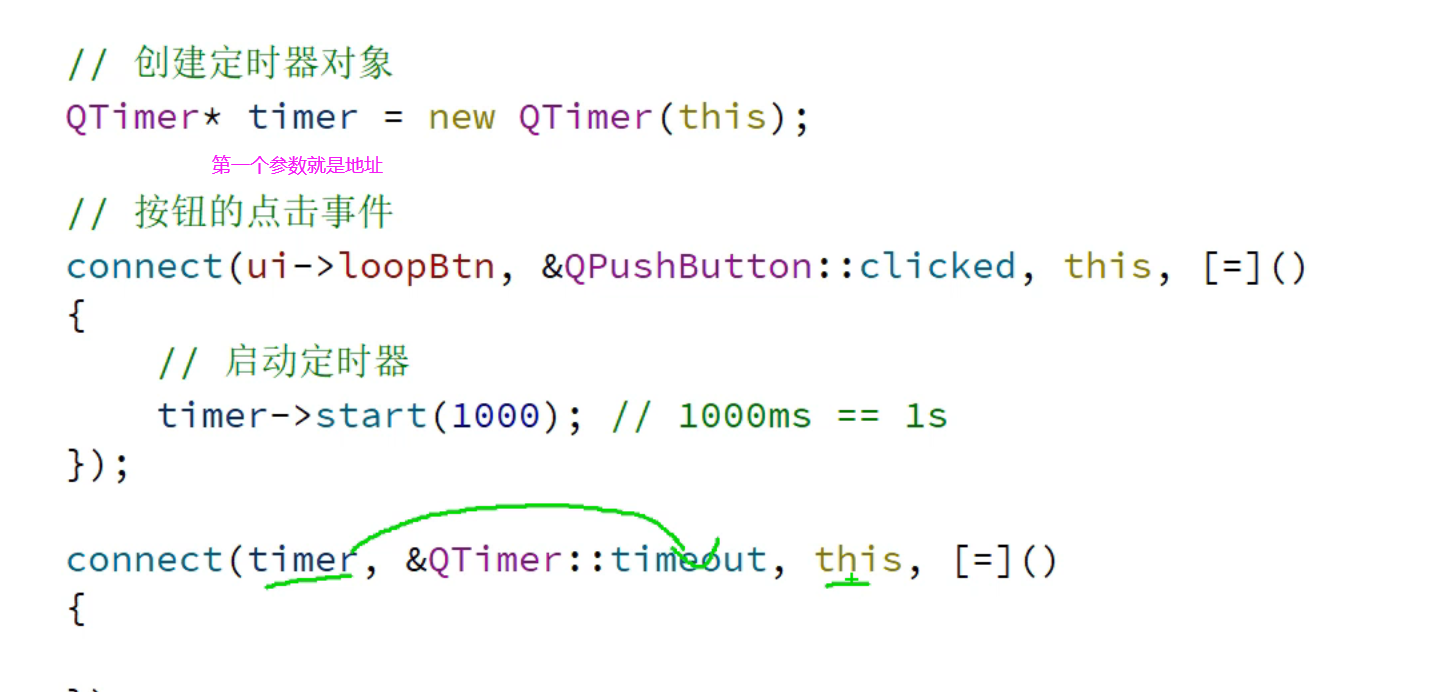 // 创建定时器对象
QTimer* timer = new QTimer(this);
第一个参数就是地址
// 按钮的点击事件
connect(ui->loopBtn, &QPushButton::clicked, this, [=]()
{
// 启动定时器
timer->start(1000); // 1000ms == 1s
});
connect(timer, &QTimer::timeout, this, [=]()
{